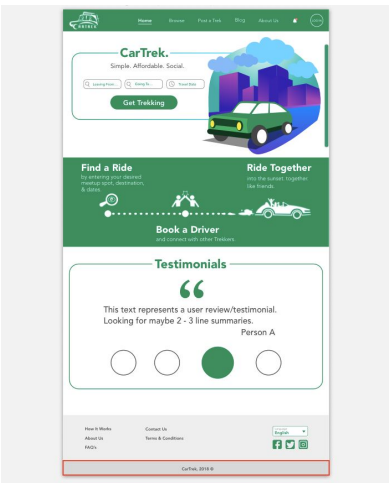 CARTREK
Home Browse Post a Trek Blog About Us
CarTrek.
Simple. Affordable. Social.
Leaving From... Going To... Travel Date
Get Trekking
Find a Ride
by entering your desired
meetup spot, destination,
& dates
Ride Together
into the sunset, together
like friends
Book a Driver
and connect with other Trekkers
Testimonials
“
This text represents a user review/testimonial.
Looking for maybe 2 - 3 line summaries.
Person A
How It Works Contact Us
English
About Us Terms & Conditions
FAQ's
CarTrek, 2018 ©